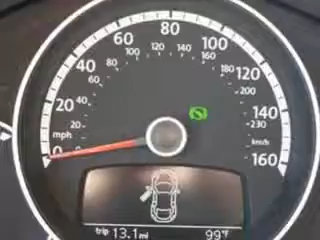 60 80 100
40 100 120 140 120
80 160
60 180
20 40 200 140
20 230
mph km/h
0 0 160
trip 13.1 mi 99°F